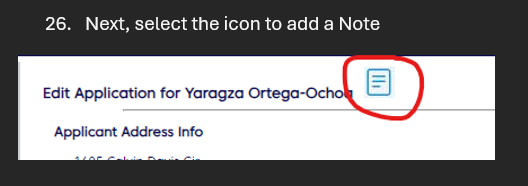 26. Next, select the icon to add a Note
Edit Application for Yaragza Ortega-Ochoa
Applicant Address Info